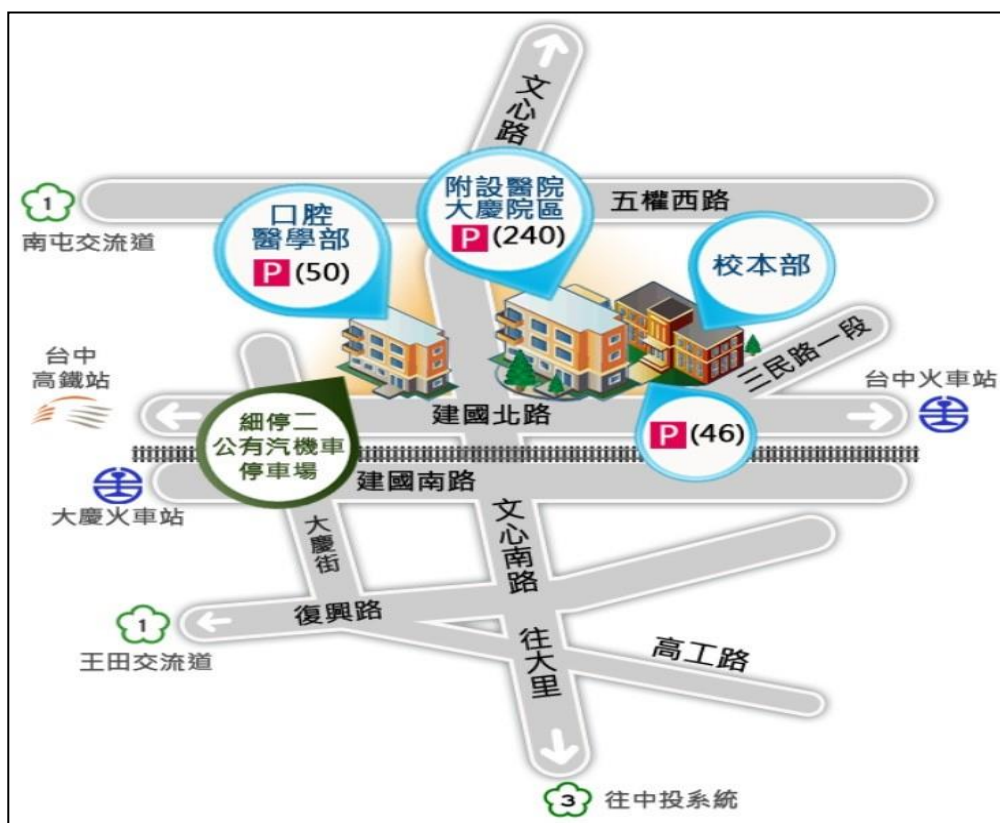 文心路
五權西路
1
南屯交流道
口腔
醫學部
P (50)
附設醫院
大慶院區
P (240)
校本部
三民路一段
台中
高鐵站
台中火車站
建國北路
P (46)
細停二
公有汽機車
停車場
建國南路
大慶火車站
大慶街
文心南路
復興路
1
王田交流道
往大里
高工路
3 往中投系統